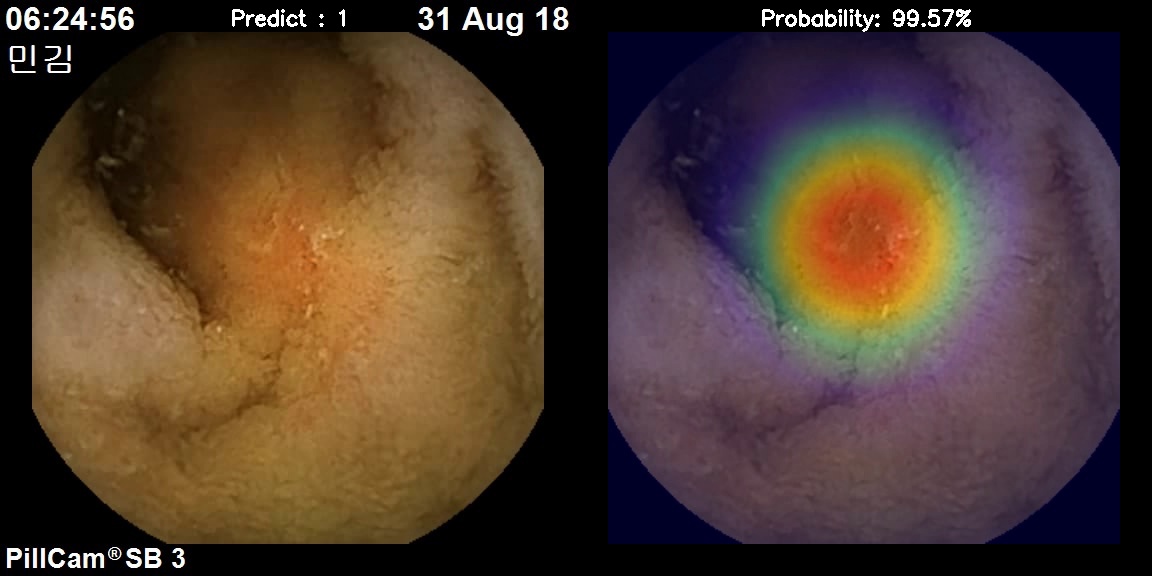 06:24:56
Predict : 1
31 Aug 18
Probability: 99.57%
민김
PillCam® SB 3